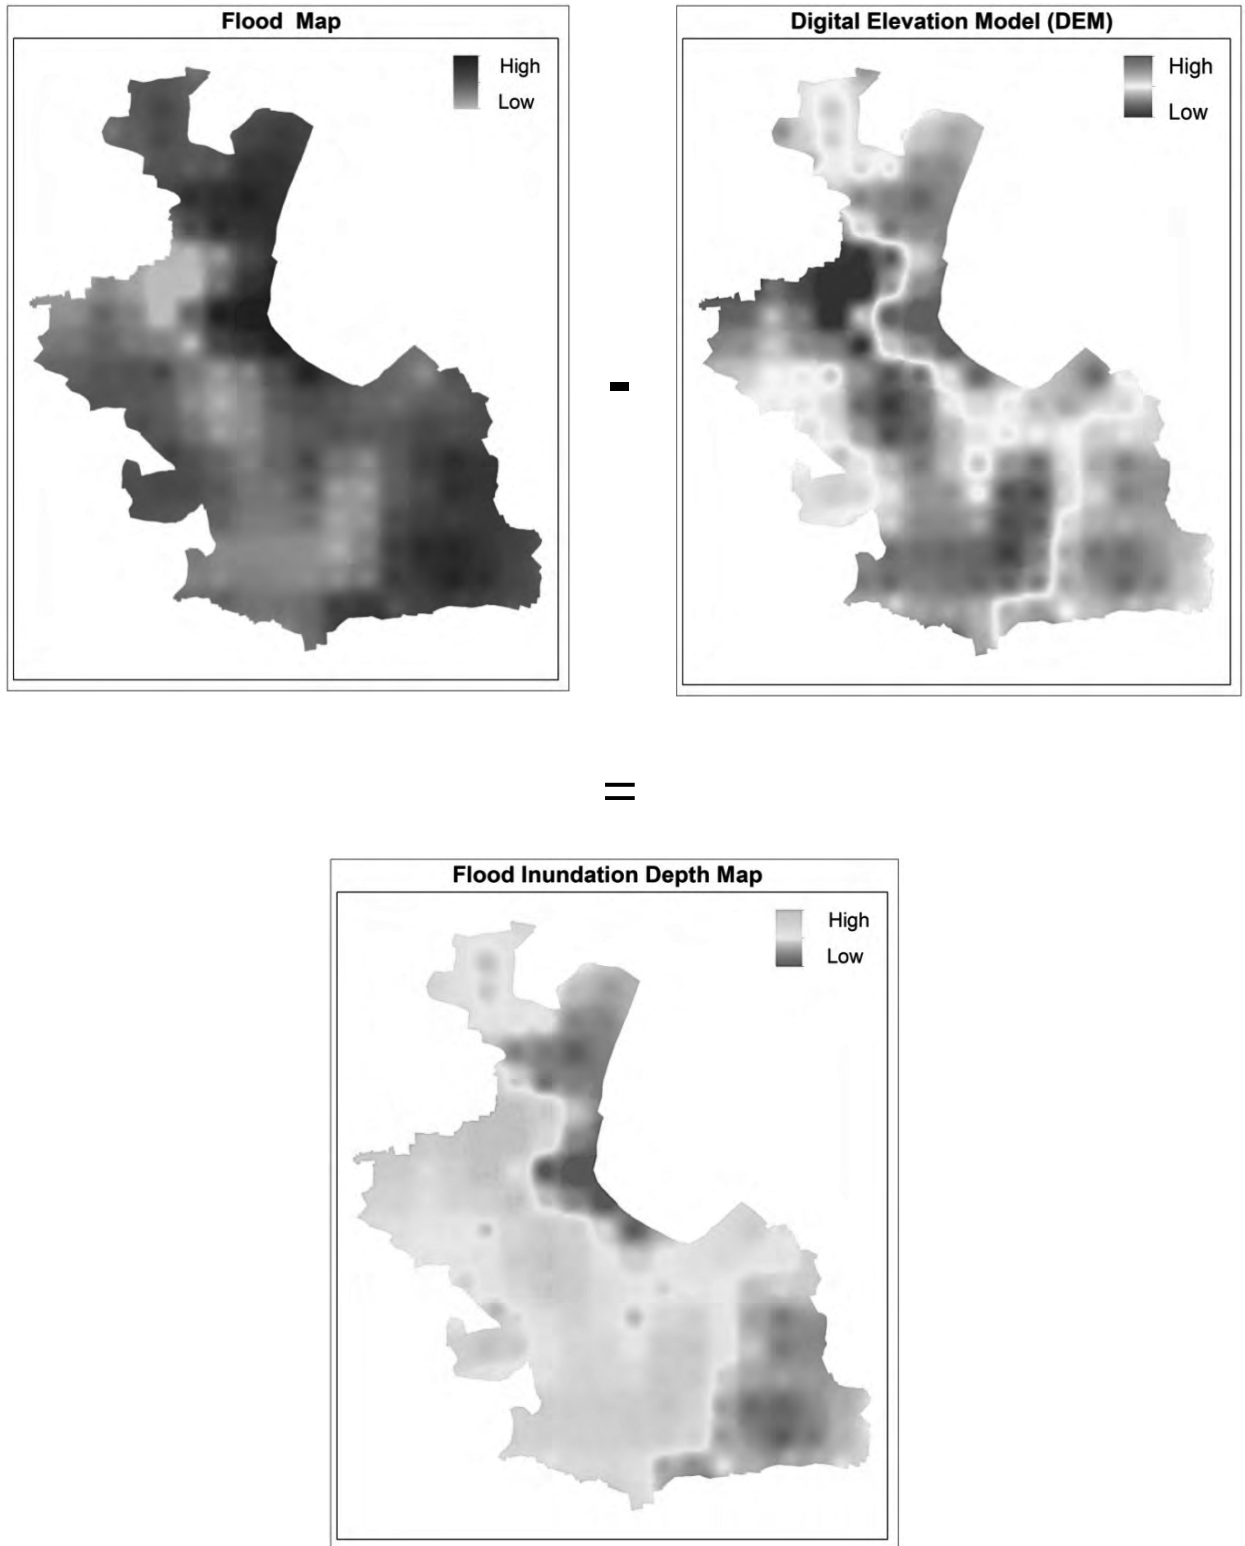 Flood Map
High
Low
-
Digital Elevation Model (DEM)
High
Low
=
Flood Inundation Depth Map
High
Low